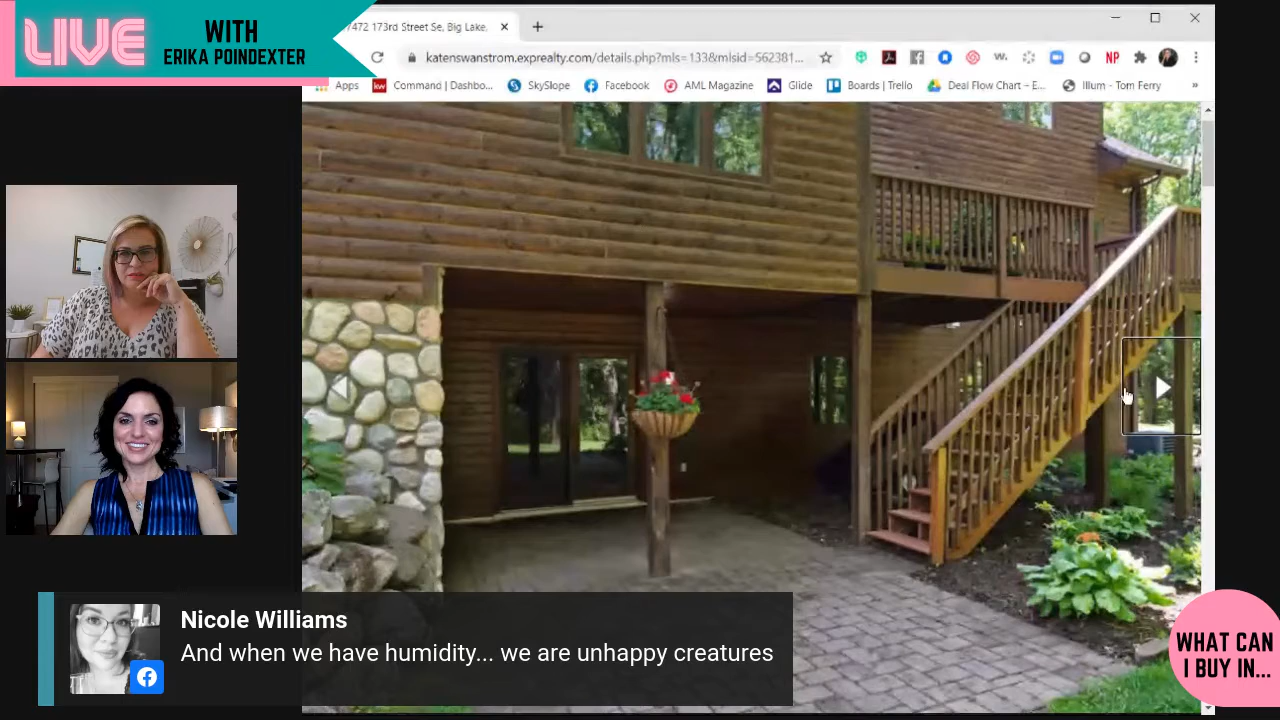 LIVE
WITH
ERIKA POINDEXTER
7472 173rd Street Se, Big Lake,
katenswanstrom.exprealty.com/details.php?mls=133&mlsid=562381...
Apps
kw
Command | Dashbo...
SkySlope
Facebook
AML Magazine
Glide
Boards | Trello
Deal Flow Chart – E...
Illum - Tom Ferry
»
W.
NP
Nicole Williams
And when we have humidity... we are unhappy creatures
WHAT CAN
I BUY IN...